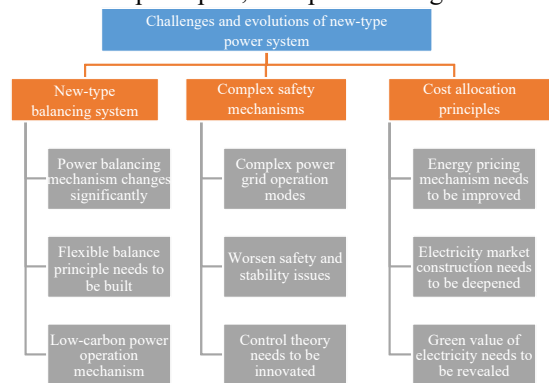 Challenges and evolutions of new-type
power system
New-type
balancing system
Complex safety
mechanisms
Cost allocation
principles
Power balancing
mechanism changes
significantly
Complex power
grid operation
modes
Energy pricing
mechanism needs
to be improved
Flexible balance
principle needs to
be built
Worsen safety and
stability issues
Electricity market
construction needs
to be deepened
Low-carbon power
operation
mechanism
Control theory
needs to be
innovated
Green value of
electricity needs to
be revealed